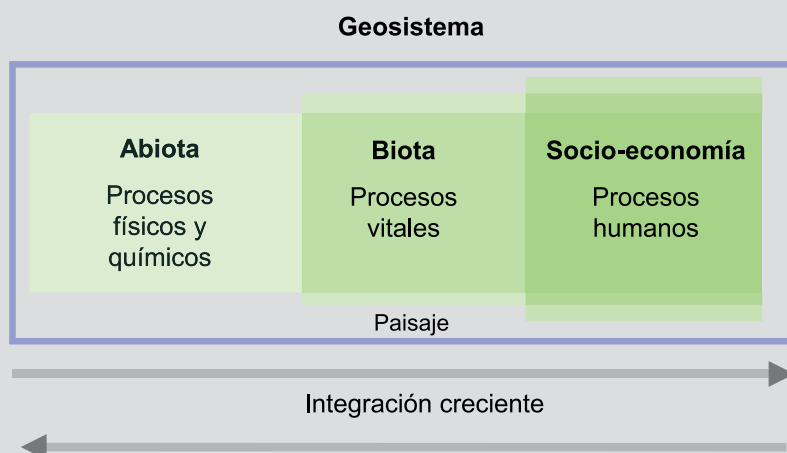 Geosistema
Abiota
Procesos
físicos y
químicos
Biota
Procesos
vitales
Socio-economía
Procesos
humanos
Paisaje
Integración creciente